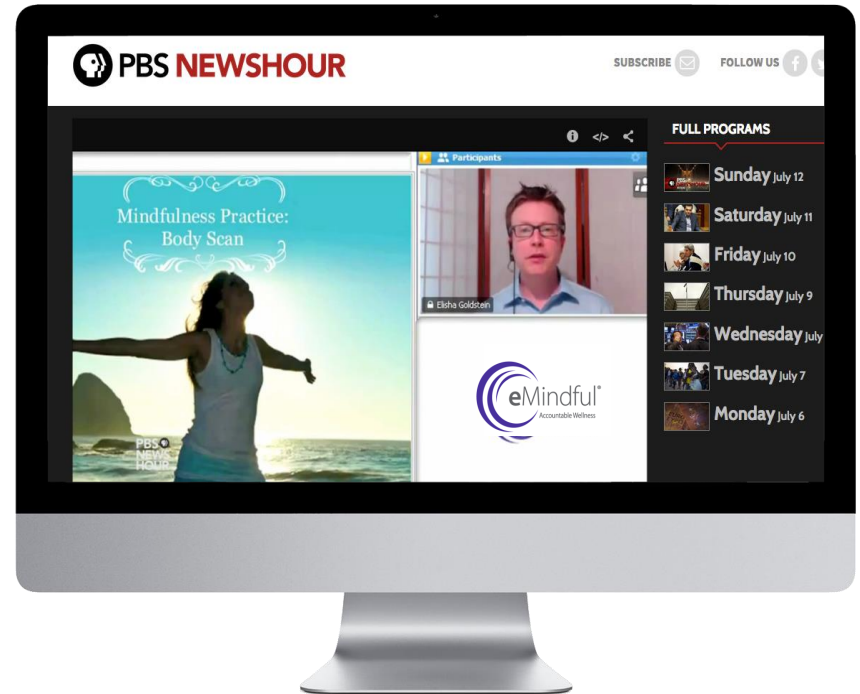 PBS NEWSHOUR
SUBSCRIBE
FOLLOW US
FULL PROGRAMS
Participants
Mindfulness Practice:
Body Scan
Elisha Goldstein
eMindful®
Accountable Wellness
PBS
NEWS
HOUR
Sunday July 12
Saturday July 11
Friday July 10
Thursday July 9
Wednesday July
Tuesday July 7
Monday July 6